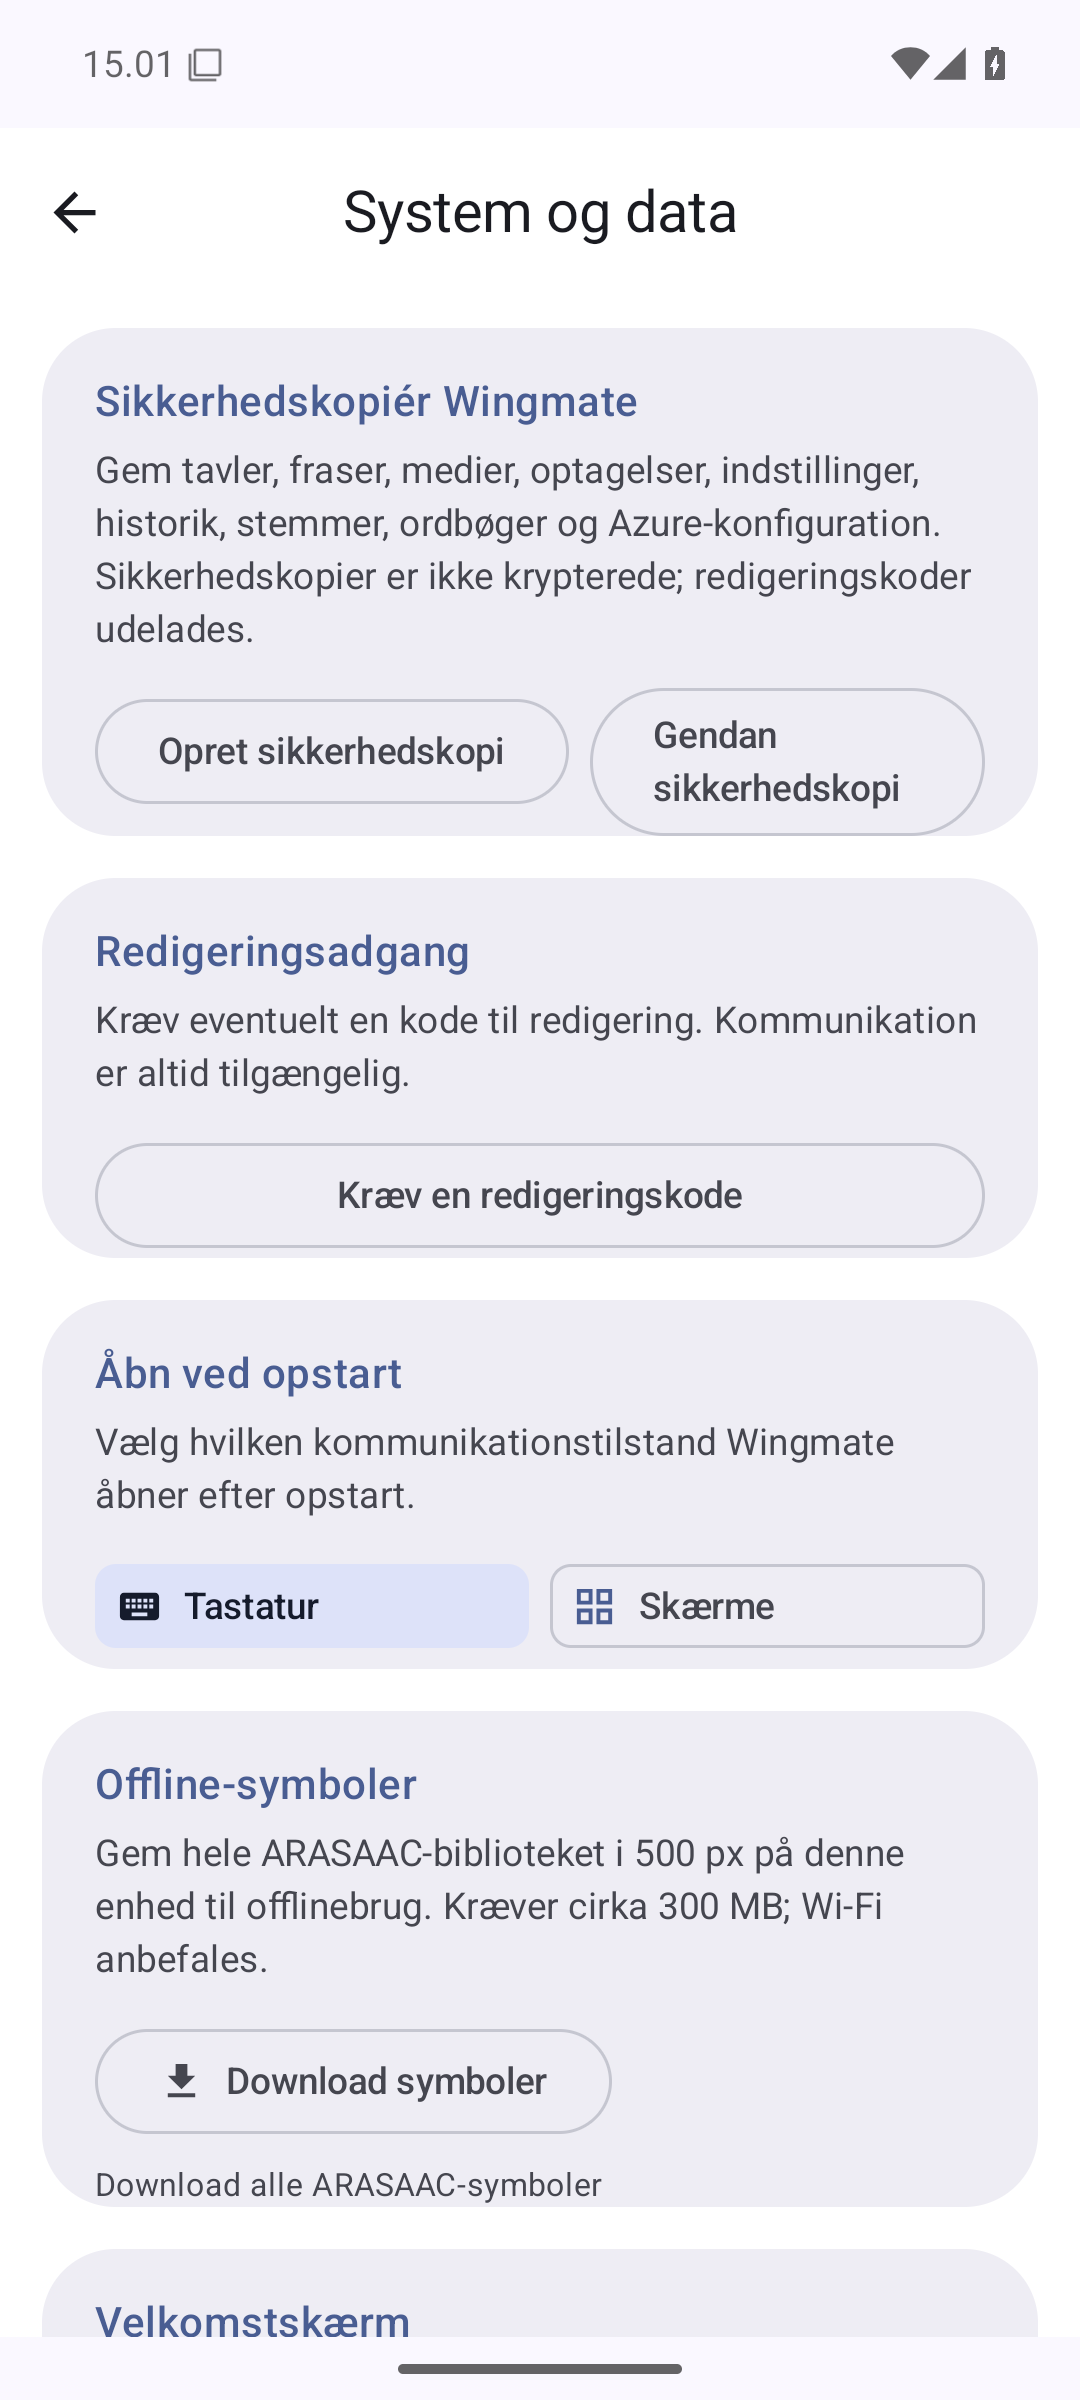 15.01
System og data
Sikkerhedskopiér Wingmate
Gem tavler, fraser, medier, optagelser, indstillinger,
historik, stemmer, ordbøger og Azure-konfiguration.
Sikkerhedskopier er ikke krypterede; redigeringskoder
udelades.
Opret sikkerhedskopi
Gendan
sikkerhedskopi
Redigeringsadgang
Kræv eventuelt en kode til redigering. Kommunikation
er altid tilgængelig.
Kræv en redigeringskode
Åbn ved opstart
Vælg hvilken kommunikationstilstand Wingmate
åbner efter opstart.
Tastatur
Skærme
Offline-symboler
Gem hele ARASAAC-biblioteket i 500 px på denne
enhed til offlinebrug. Kræver cirka 300 MB; Wi-Fi
anbefales.
Download symboler
Download alle ARASAAC-symboler
Velkomstskærm